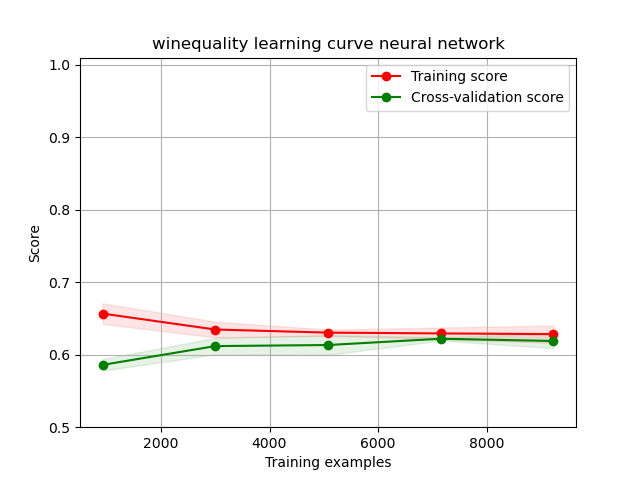 winequality learning curve neural network
Training score
Cross-validation score
1.0
0.9
0.8
0.7
0.6
0.5
Score
2000
4000
6000
8000
Training examples